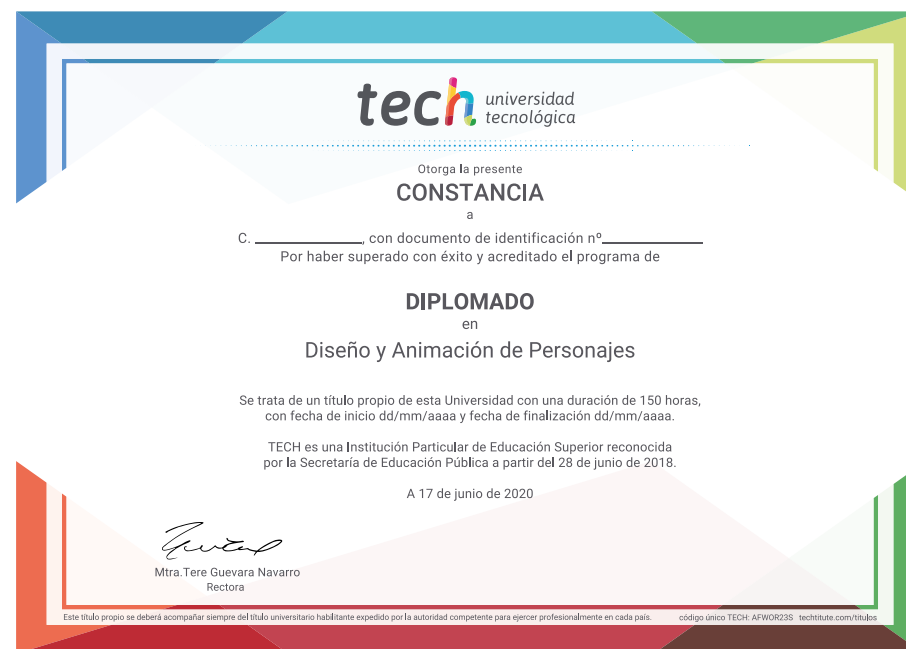 tech universidad
tecnológica
Otorga la presente
CONSTANCIA
a
C. ____________, con documento de identificación nº____________
Por haber superado con éxito y acreditado el programa de
DIPLOMADO
en
Diseño y Animación de Personajes
Se trata de un título propio de esta Universidad con una duración de 150 horas,
con fecha de inicio dd/mm/aaaa y fecha de finalización dd/mm/aaaa.
TECH es una Institución Particular de Educación Superior reconocida
por la Secretaría de Educación Pública a partir del 28 de junio de 2018.
A 17 de junio de 2020
Mtra.Tere Guevara Navarro
Rectora
Este título propio se deberá acompañar siempre del título universitario habilitante expedido por la autoridad competente para ejercer profesionalmente en cada país. código único TECH: AFWOR23S techtitute.com/titulos